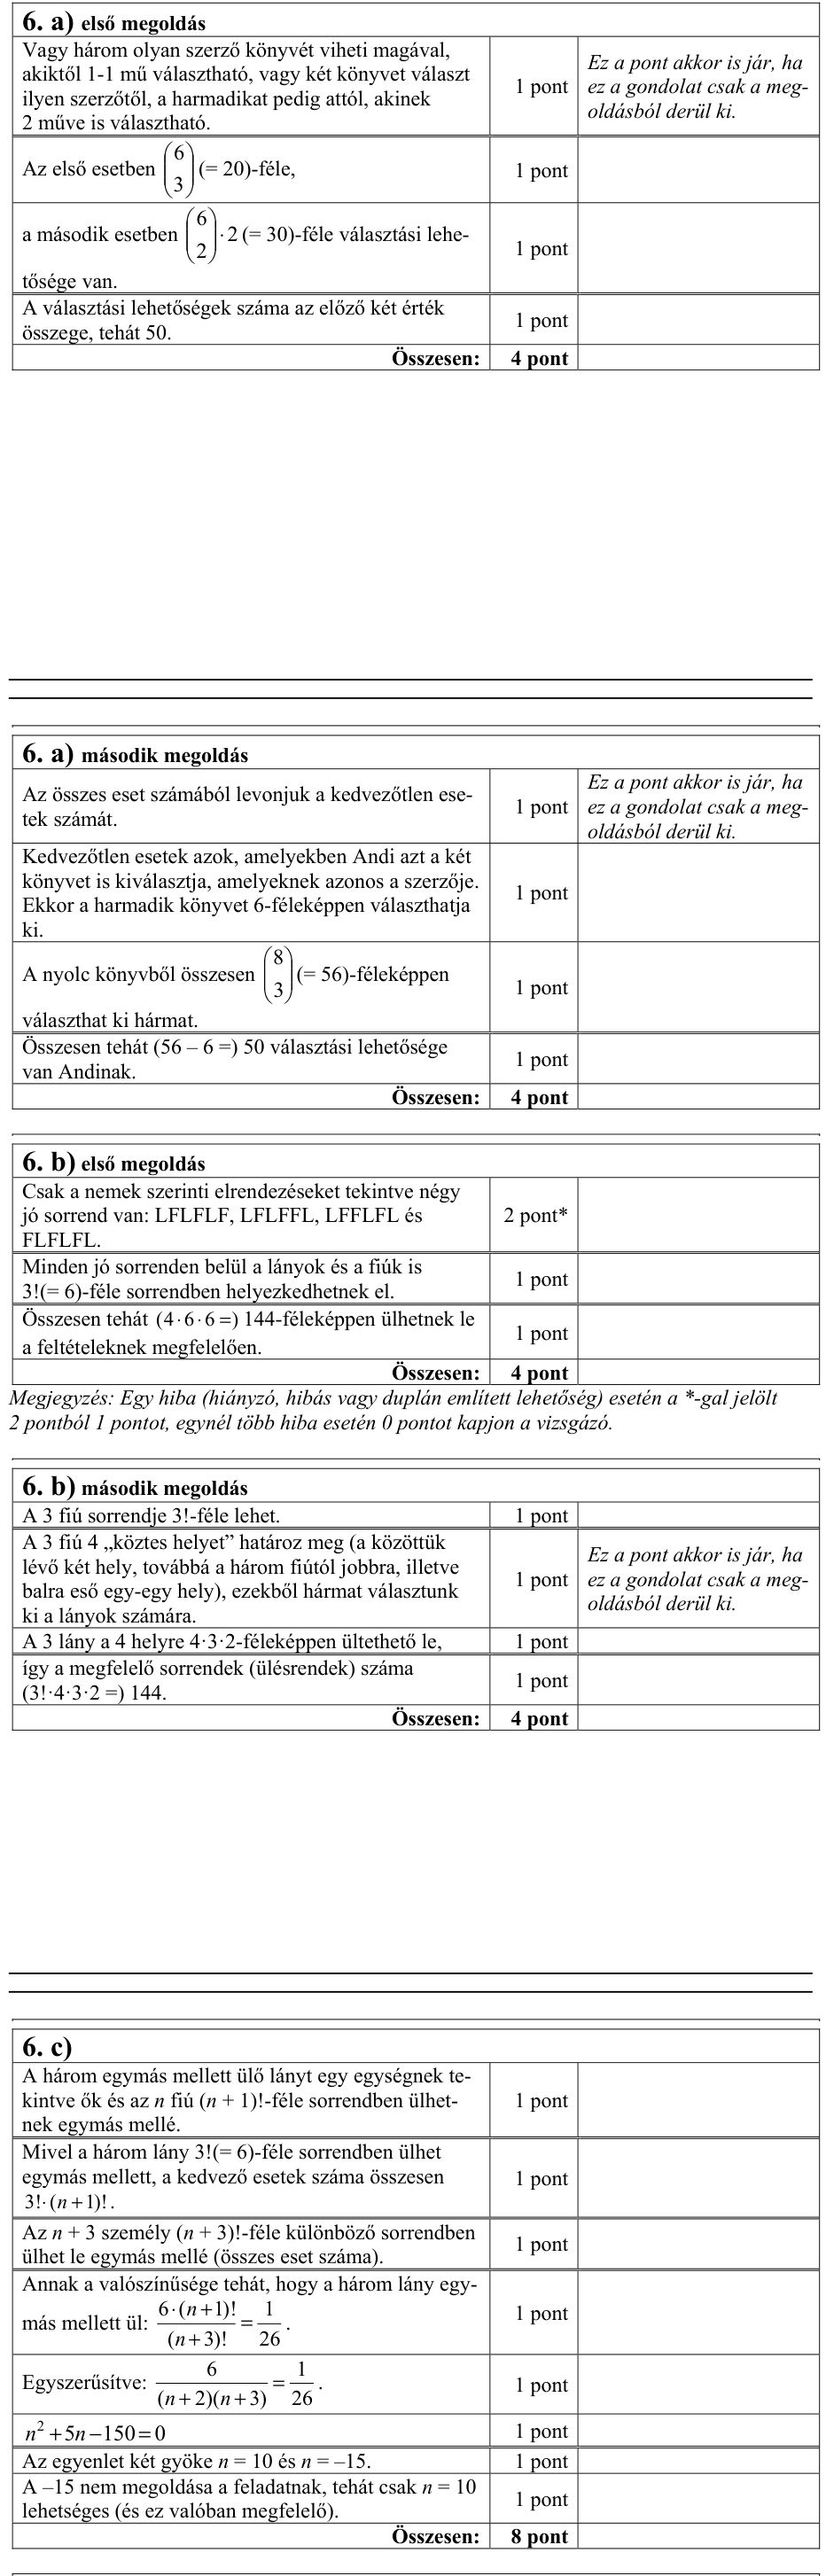 6. a) első megoldás
Vagy három olyan szerző könyvét viheti magával,
akiktől 1-1 mű választható, vagy két könyvet választ
ilyen szerzőtől, a harmadikat pedig attól, akinek
2 műve is választható.
1 pont
Ez a pont akkor is jár, ha
ez a gondolat csak a meg-
oldásból derül ki.
Az első esetben (6 3) (= 20)-féle,
1 pont
a második esetben (6 2) · 2 (= 30)-féle választási lehe-
tősége van.
1 pont
A választási lehetőségek száma az előző két érték
összege, tehát 50.
1 pont
Összesen: 4 pont
6. a) második megoldás
Az összes eset számából levonjuk a kedvezőtlen ese-
tek számát.
1 pont
Ez a pont akkor is jár, ha
ez a gondolat csak a meg-
oldásból derül ki.
Kedvezőtlen esetek azok, amelyekben Andi azt a két
könyvet is kiválasztja, amelyeknek azonos a szerzője.
Ekkor a harmadik könyvet 6-féleképpen választhatja
ki.
1 pont
A nyolc könyvből összesen (8 3) (= 56)-féleképpen
választhat ki hármat.
1 pont
Összesen tehát (56 – 6 =) 50 választási lehetősége
van Andinak.
1 pont
Összesen: 4 pont
6. b) első megoldás
Csak a nemek szerinti elrendezéseket tekintve négy
jó sorrend van: LFLFLF, LFLFFL, LFFLFL és
FLFLFL.
2 pont*
Minden jó sorrenden belül a lányok és a fiúk is
3!(= 6)-féle sorrendben helyezkedhetnek el.
1 pont
Összesen tehát (4 · 6 · 6 =) 144-féleképpen ülhetnek le
a feltételeknek megfelelően.
1 pont
Összesen: 4 pont
Megjegyzés: Egy hiba (hiányzó, hibás vagy duplán említett lehetőség) esetén a *-gal jelölt
2 pontból 1 pontot, egynél több hiba esetén 0 pontot kapjon a vizsgázó.
6. b) második megoldás
A 3 fiú sorrendje 3!-féle lehet.
1 pont
A 3 fiú 4 „köztes helyet” határoz meg (a közöttük
lévő két hely, továbbá a három fiútól jobbra, illetve
balra eső egy-egy hely), ezekből hármat választunk
ki a lányok számára.
1 pont
Ez a pont akkor is jár, ha
ez a gondolat csak a meg-
oldásból derül ki.
A 3 lány a 4 helyre 4·3·2-féleképpen ültethető le,
1 pont
így a megfelelő sorrendek (ülésrendek) száma
(3!·4·3·2 =) 144.
1 pont
Összesen: 4 pont
6. c)
A három egymás mellett ülő lányt egy egységnek te-
kintve ők és az n fiú (n + 1)!-féle sorrendben ülhet-
nek egymás mellé.
1 pont
Mivel a három lány 3!(= 6)-féle sorrendben ülhet
egymás mellett, a kedvező esetek száma összesen
3!·(n + 1)! .
1 pont
Az n + 3 személy (n + 3)!-féle különböző sorrendben
ülhet le egymás mellé (összes eset száma).
1 pont
Annak a valószínűsége tehát, hogy a három lány egy-
más mellett ül: 6·(n + 1)! / (n + 3)! = 1/26 .
1 pont
Egyszerűsítve: 6 / (n + 2)(n + 3) = 1/26 .
1 pont
n² + 5n − 150 = 0
1 pont
Az egyenlet két gyöke n = 10 és n = –15.
1 pont
A –15 nem megoldása a feladatnak, tehát csak n = 10
lehetséges (és ez valóban megfelelő).
1 pont
Összesen: 8 pont